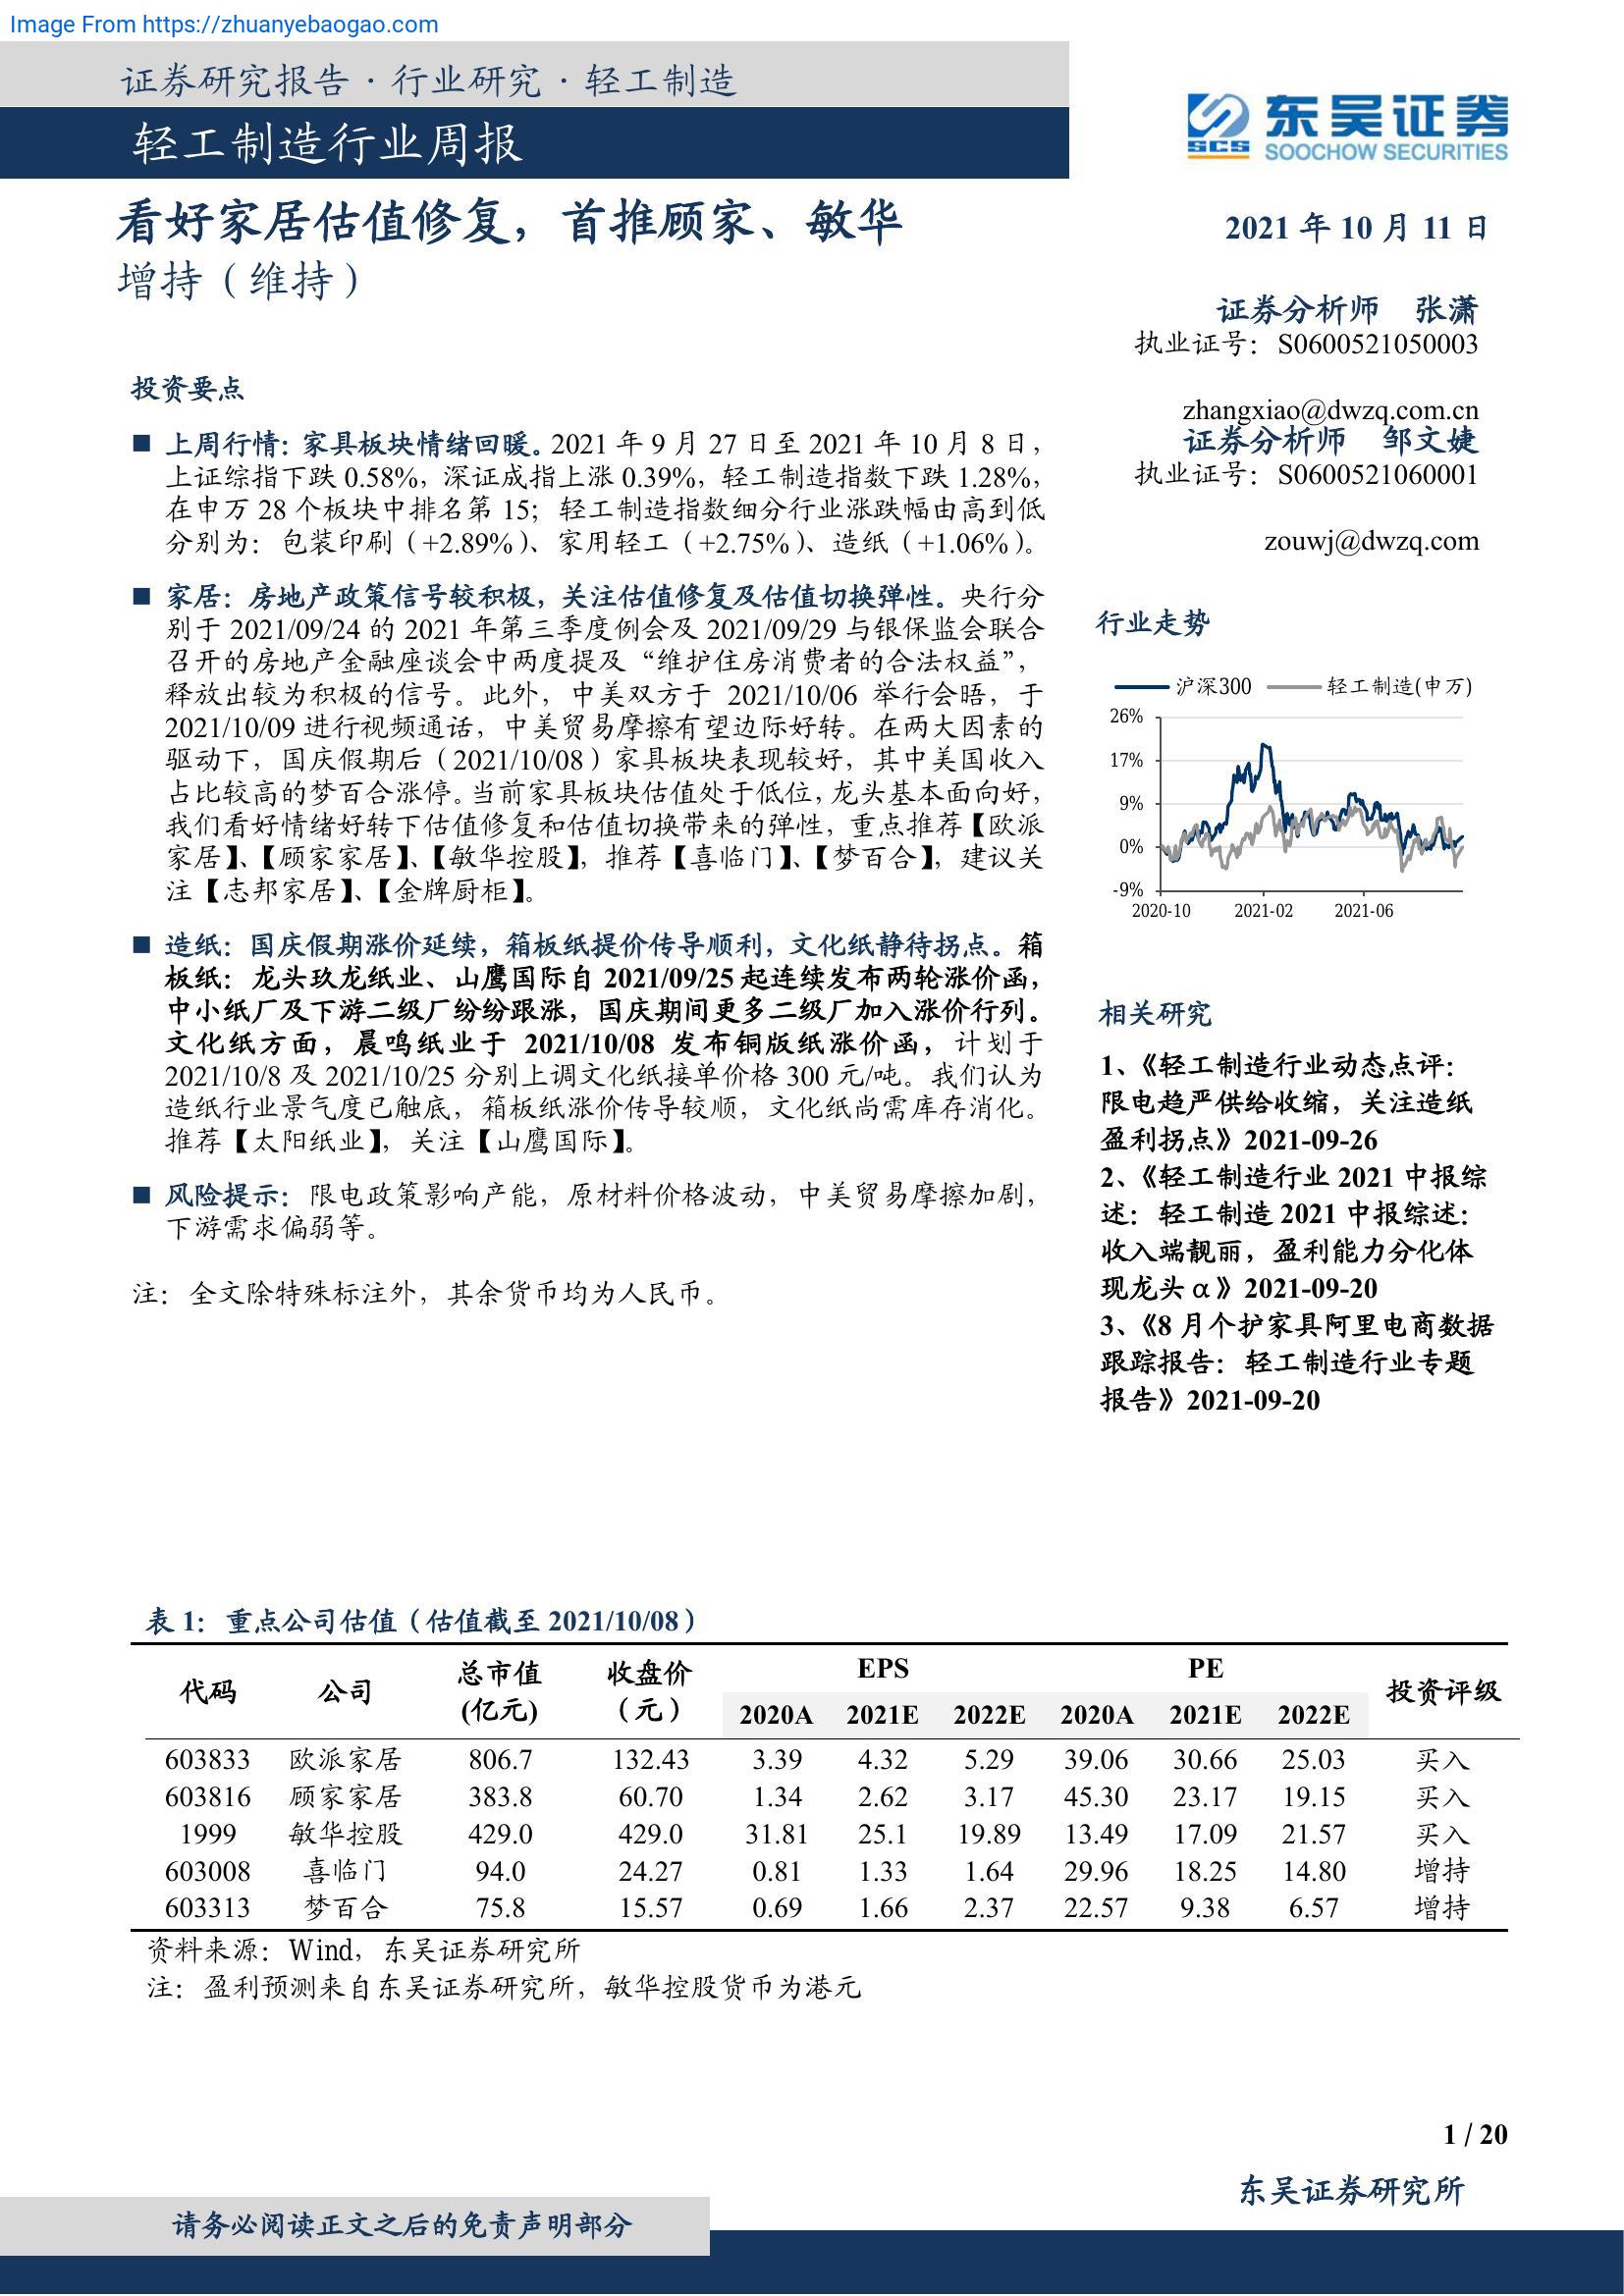 Image From https://zhuanyebaogao.com
证券研究报告·行业研究·轻工制造
轻工制造行业周报
东吴证券
SCS
SOOCHOW SECURITIES
看好家居估值修复，首推顾家、敏华
增持（维持）
投资要点
■ 上周行情：家具板块情绪回暖。2021 年 9 月 27 日至 2021 年 10 月 8 日，
上证综指下跌 0.58%，深证成指上涨 0.39%，轻工制造指数下跌 1.28%，
在申万 28 个板块中排名第 15；轻工制造指数细分行业涨跌幅由高到低
分别为：包装印刷（+2.89%）、家用轻工（+2.75%）、造纸（+1.06%）。
■ 家居：房地产政策信号较积极，关注估值修复及估值切换弹性。央行分
别于 2021/09/24 的 2021 年第三季度例会及 2021/09/29 与银保监会联合
召开的房地产金融座谈会中两度提及“维护住房消费者的合法权益”，
释放出较为积极的信号。此外，中美双方于 2021/10/06 举行会晤，于
2021/10/09 进行视频通话，中美贸易摩擦有望边际好转。在两大因素的
驱动下，国庆假期后（2021/10/08）家具板块表现较好，其中美国收入
占比较高的梦百合涨停。当前家具板块估值处于低位，龙头基本面向好，
我们看好情绪好转下估值修复和估值切换带来的弹性，重点推荐【欧派
家居】、【顾家家居】、【敏华控股】，推荐【喜临门】、【梦百合】，建议关
注【志邦家居】、【金牌厨柜】。
■ 造纸：国庆假期涨价延续，箱板纸提价传导顺利，文化纸静待拐点。箱
板纸：龙头玖龙纸业、山鹰国际自 2021/09/25 起连续发布两轮涨价函，
中小纸厂及下游二级厂纷纷跟涨，国庆期间更多二级厂加入涨价行列。
文化纸方面，晨鸣纸业于 2021/10/08 发布铜版纸涨价函，计划于
2021/10/8 及 2021/10/25 分别上调文化纸接单价格 300 元/吨。我们认为
造纸行业景气度已触底，箱板纸涨价传导较顺，文化纸尚需库存消化。
推荐【太阳纸业】，关注【山鹰国际】。
■ 风险提示：限电政策影响产能，原材料价格波动，中美贸易摩擦加剧，
下游需求偏弱等。
注：全文除特殊标注外，其余货币均为人民币。
2021 年 10 月 11 日
证券分析师 张潇
执业证号：S0600521050003
zhangxiao@dwzq.com.cn
证券分析师 邹文婕
执业证号：S0600521060001
zouwj@dwzq.com
行业走势
沪深300 轻工制造(申万)
26%
17%
9%
0%
-9%
2020-10 2021-02 2021-06
相关研究
1、《轻工制造行业动态点评：
限电趋严供给收缩，关注造纸
盈利拐点》2021-09-26
2、《轻工制造行业 2021 中报综
述：轻工制造 2021 中报综述：
收入端靓丽，盈利能力分化体
现龙头 α》2021-09-20
3、《8 月个护家具阿里电商数据
跟踪报告：轻工制造行业专题
报告》2021-09-20
表 1：重点公司估值（估值截至 2021/10/08）
代码 公司 总市值(亿元) 收盘价（元） EPS PE 投资评级
2020A 2021E 2022E 2020A 2021E 2022E
603833 欧派家居 806.7 132.43 3.39 4.32 5.29 39.06 30.66 25.03 买入
603816 顾家家居 383.8 60.70 1.34 2.62 3.17 45.30 23.17 19.15 买入
1999 敏华控股 429.0 429.0 31.81 25.1 19.89 13.49 17.09 21.57 买入
603008 喜临门 94.0 24.27 0.81 1.33 1.64 29.96 18.25 14.80 增持
603313 梦百合 75.8 15.57 0.69 1.66 2.37 22.57 9.38 6.57 增持
资料来源：Wind，东吴证券研究所
注：盈利预测来自东吴证券研究所，敏华控股货币为港元
1 / 20
东吴证券研究所
请务必阅读正文之后的免责声明部分